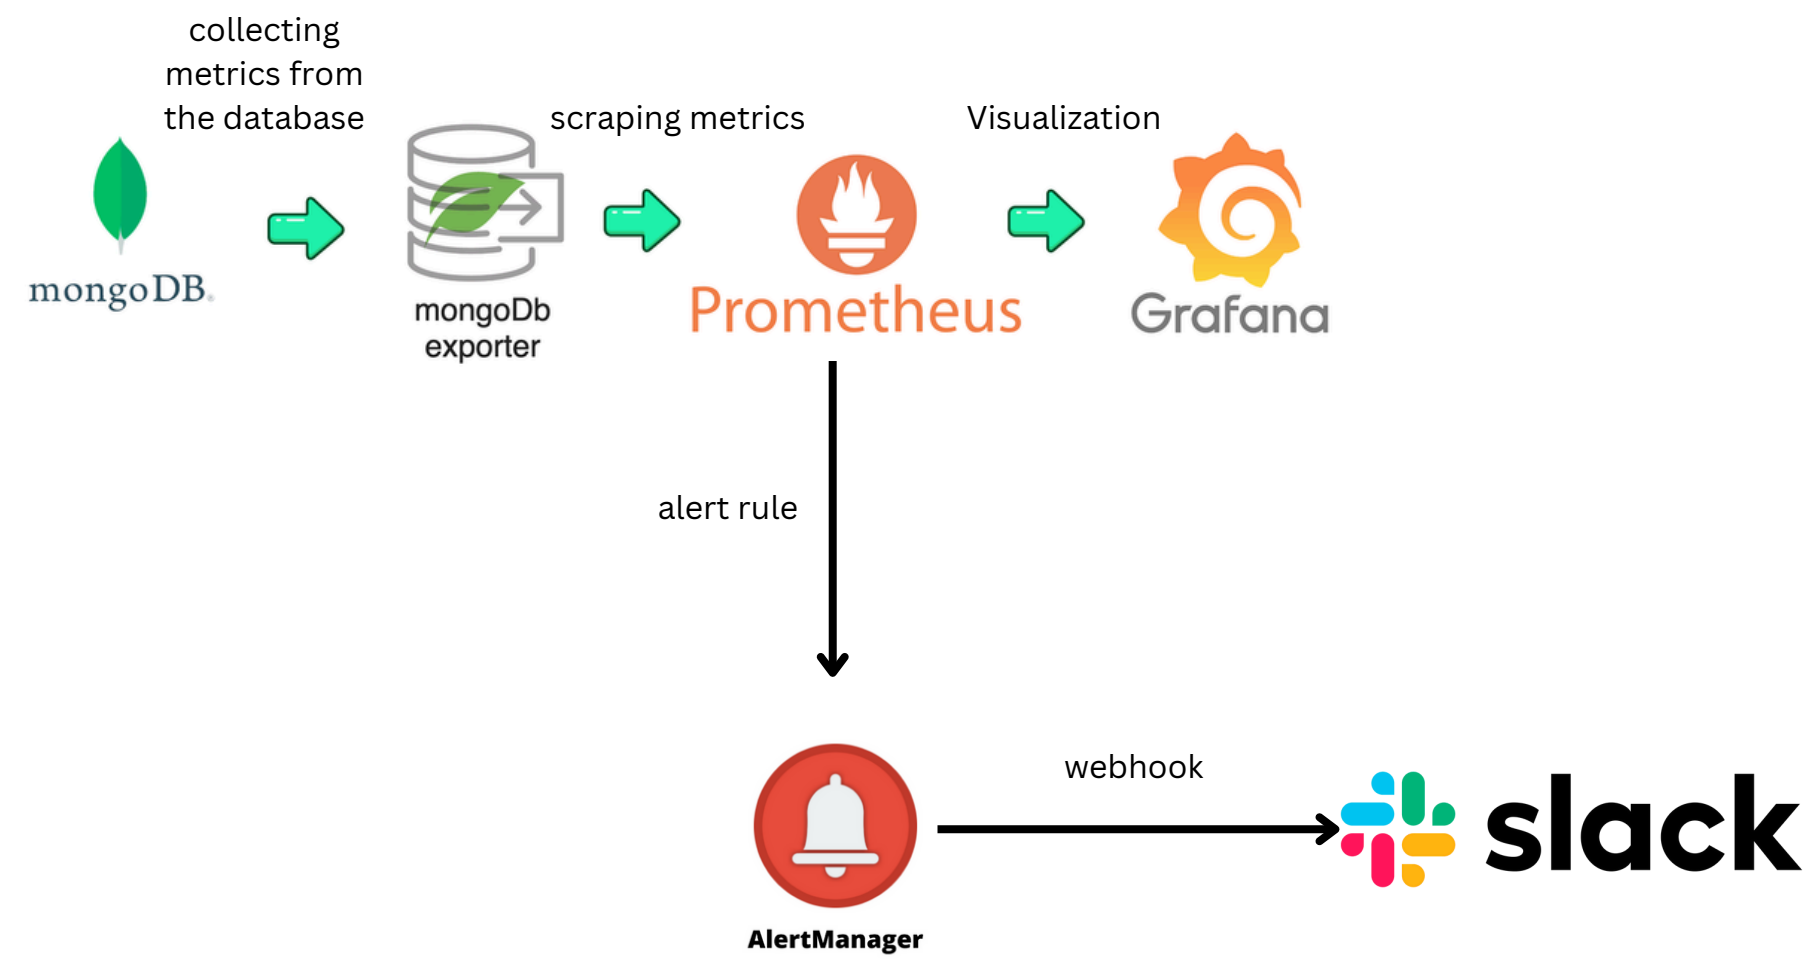 collecting
metrics from
the database
scraping metrics
Visualization
mongoDB®
mongoDb
exporter
Prometheus
Grafana
alert rule
webhook
slack
AlertManager